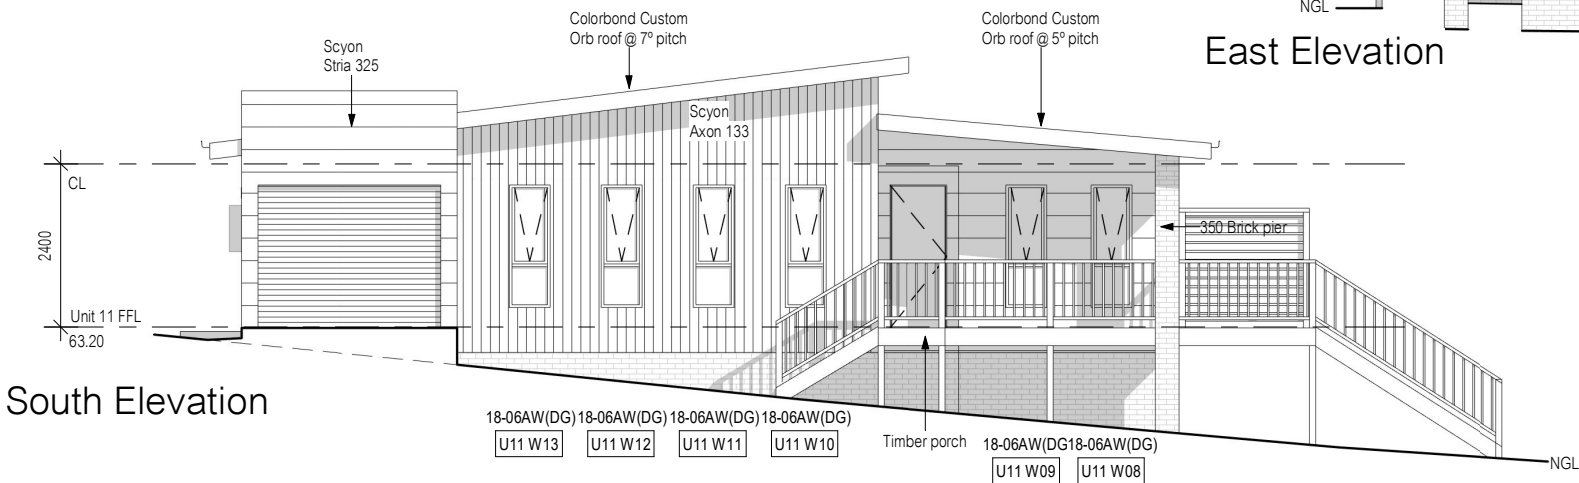 NGL
East Elevation
Colorbond Custom
Orb roof @ 7º pitch
Colorbond Custom
Orb roof @ 5º pitch
Scyon
Stria 325
Scyon
Axon 133
CL
2400
350 Brick pier
Unit 11 FFL
63.20
South Elevation
18-06AW(DG) 18-06AW(DG) 18-06AW(DG) 18-06AW(DG)
U11 W13 U11 W12 U11 W11 U11 W10
Timber porch
18-06AW(DG 18-06AW(DG)
U11 W09 U11 W08
NGL